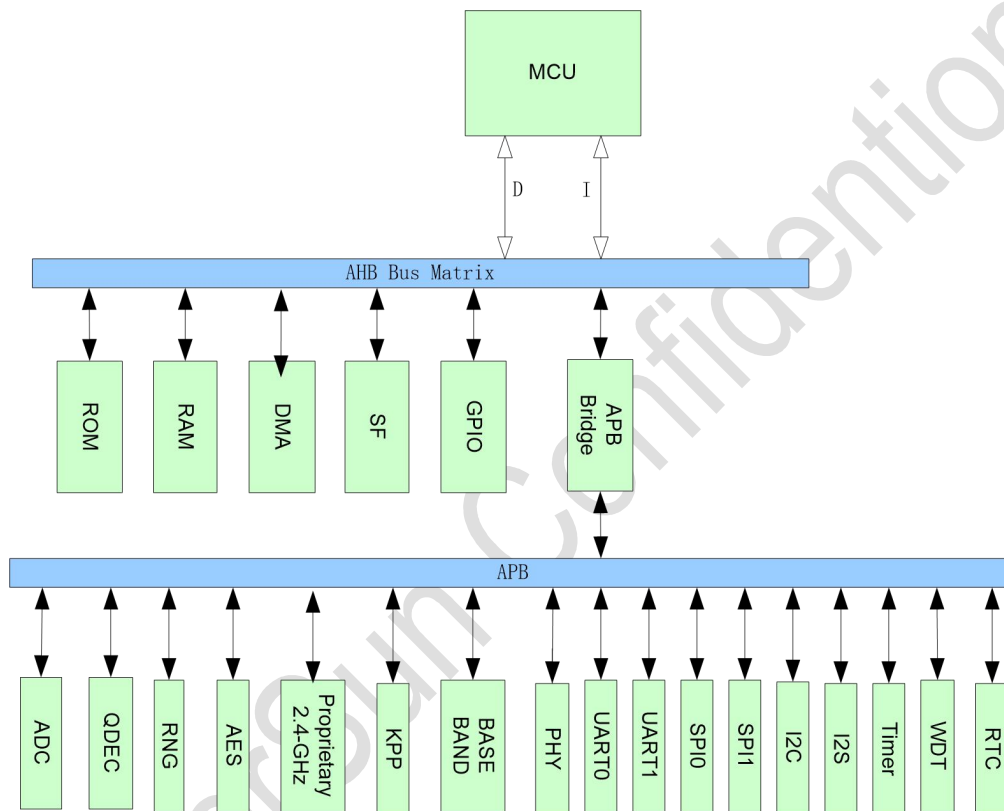 MCU
D
I
AHB Bus Matrix
ROM
RAM
DMA
SF
GPIO
APB
Bridge
APB
ADC
QDEC
RNG
AES
Proprietary
2.4-GHz
KPP
BASE
BAND
PHY
UART0
UART1
SPI0
SPI1
I2C
I2S
Timer
WDT
RTC